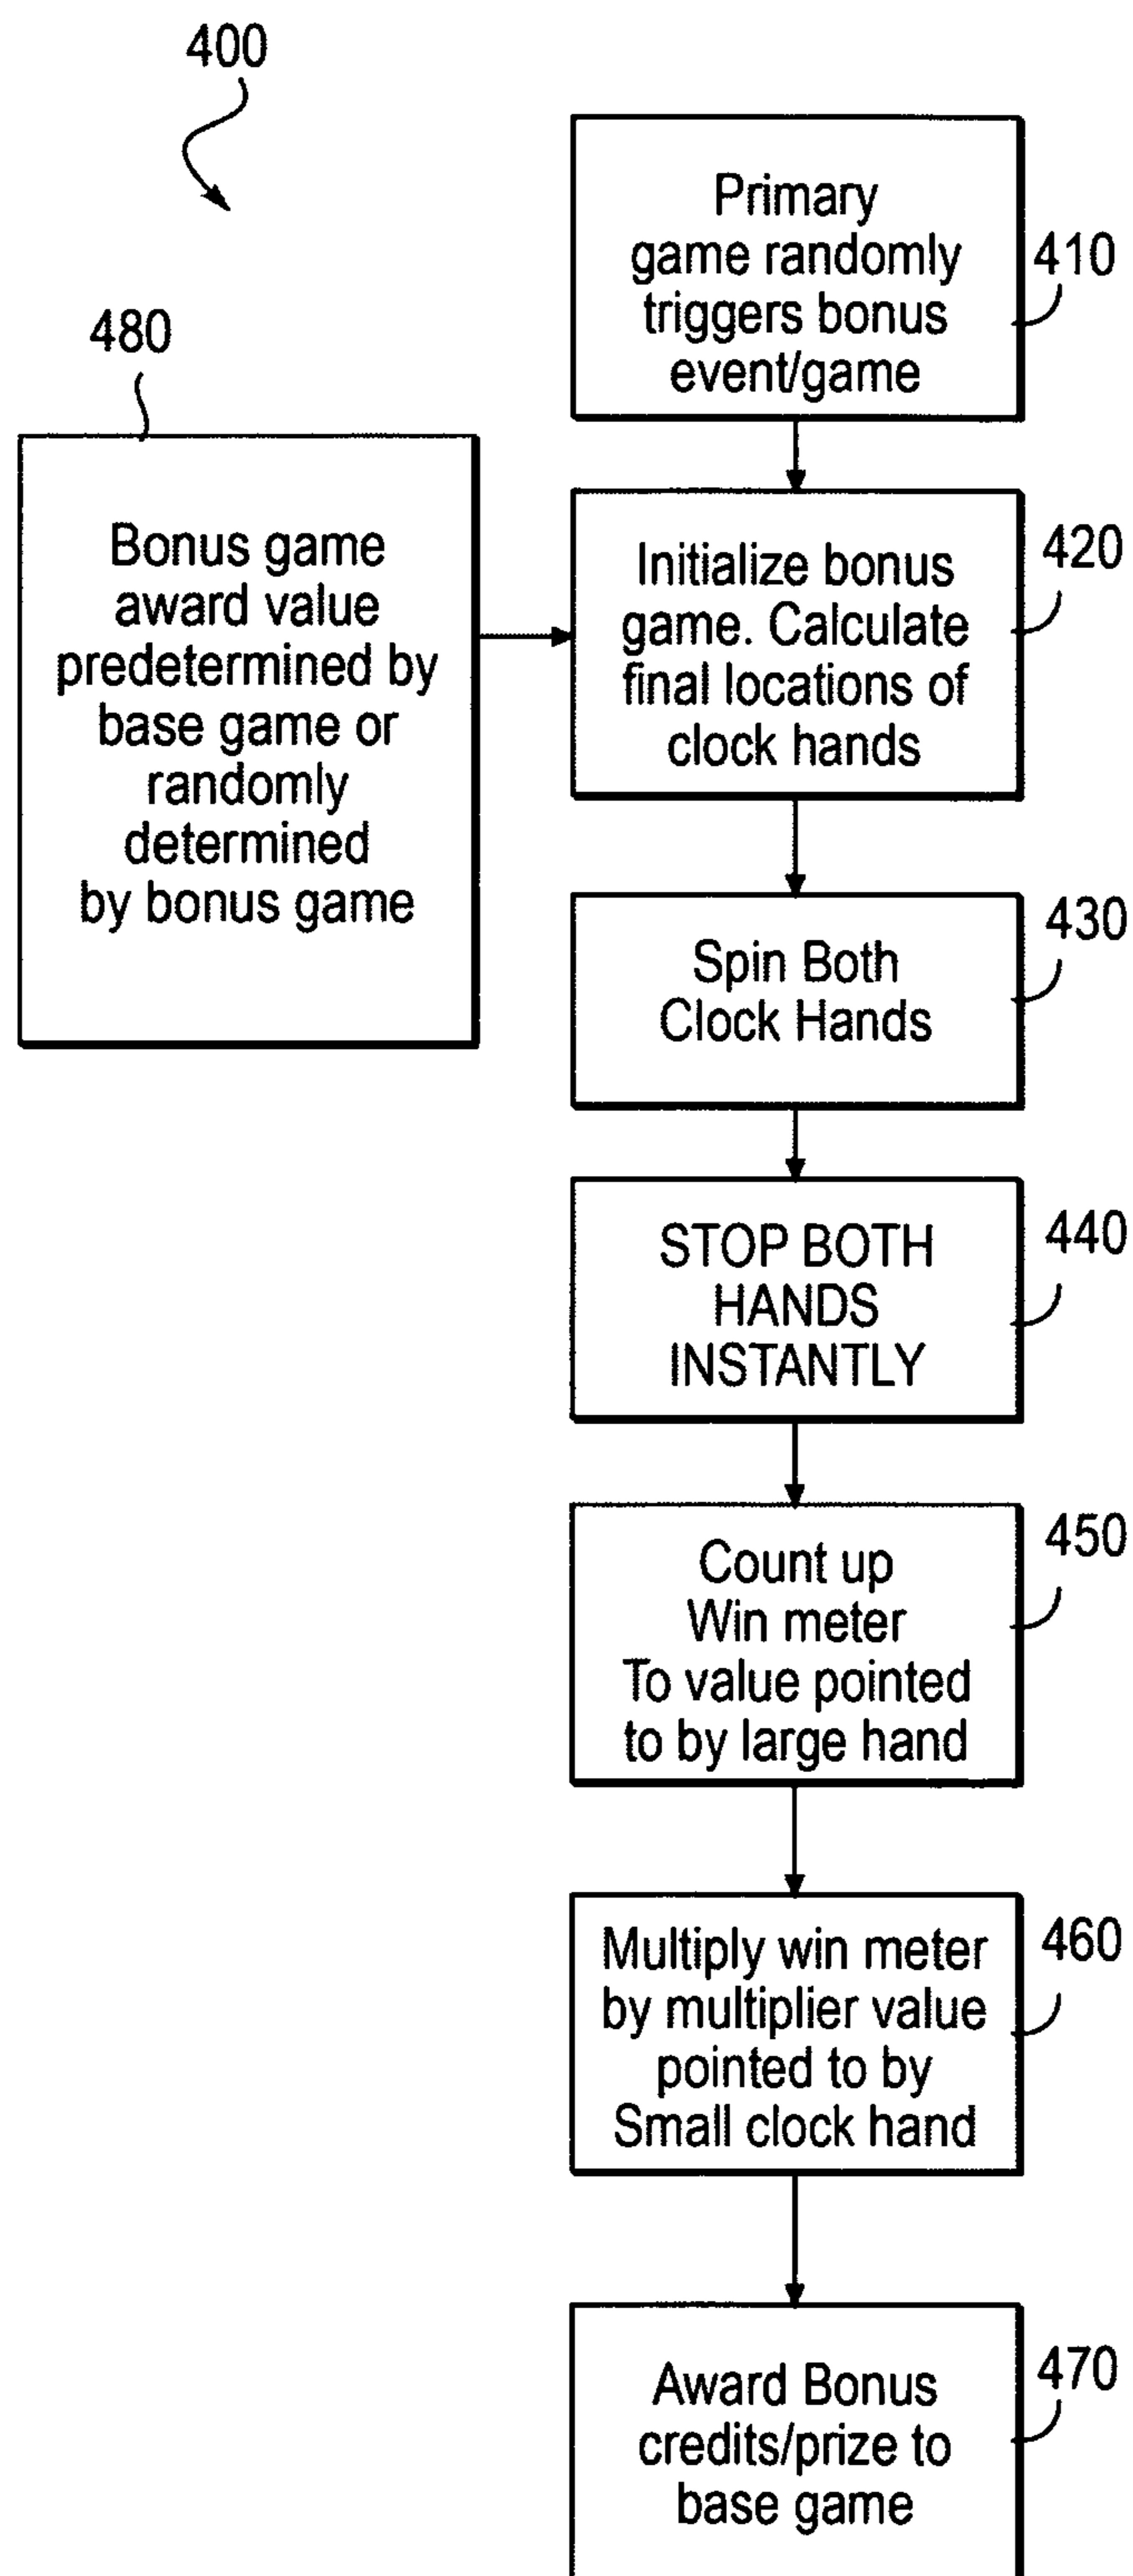 400
Primary
game randomly
triggers bonus
event/game
410
480
Bonus game
award value
predetermined by
base game or
randomly
determined
by bonus game
Initialize bonus
game. Calculate
final locations of
clock hands
420
Spin Both
Clock Hands
430
STOP BOTH
HANDS
INSTANTLY
440
Count up
Win meter
To value pointed
to by large hand
450
Multiply win meter
by multiplier value
pointed to by
Small clock hand
460
Award Bonus
credits/prize to
base game
470